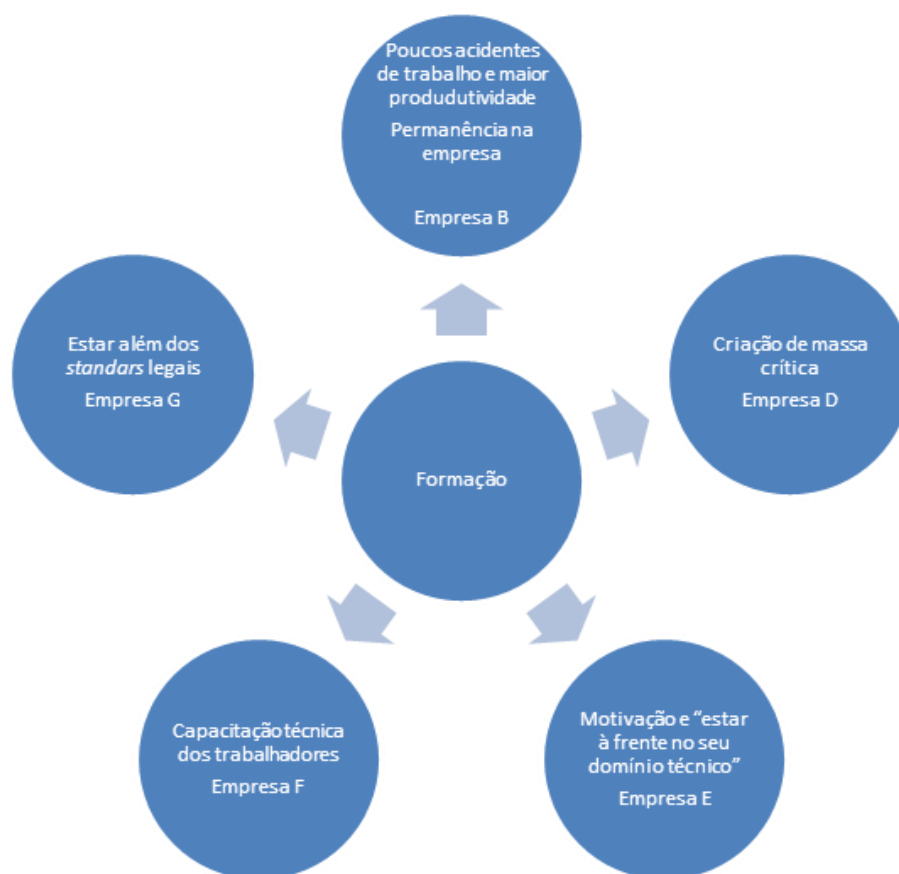 Poucos acidentes
de trabalho e maior
produdutividade
Permanência na
empresa
Empresa B
Estar além dos
standars legais
Empresa G
Criação de massa
crítica
Empresa D
Formação
Capacitação técnica
dos trabalhadores
Empresa F
Motivação e “estar
à frente no seu
domínio técnico”
Empresa E